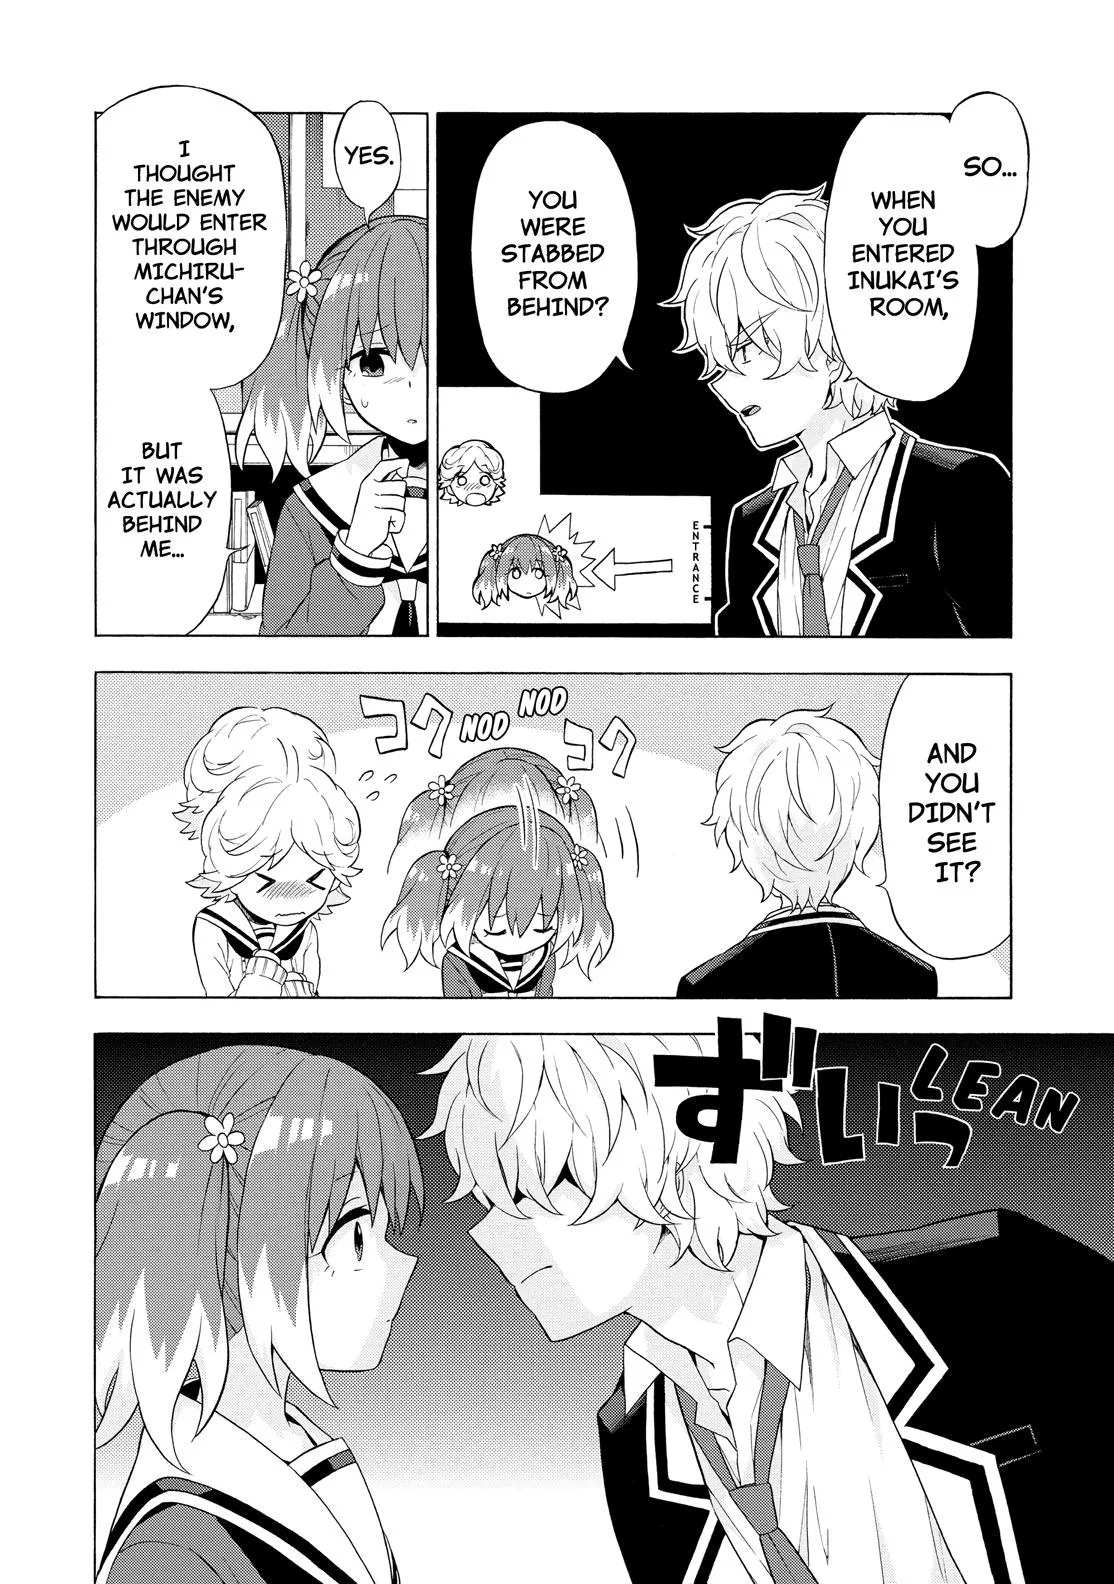 SO...
WHEN
YOU
ENTERED
INUKAI'S
ROOM,
YOU
WERE
STABBED
FROM
BEHIND?
ENTRANCE
YES.
I
THOUGHT
THE ENEMY
WOULD ENTER
THROUGH
MICHIRU-
CHAN'S
WINDOW,
BUT
IT WAS
ACTUALLY
BEHIND
ME...
AND
YOU
DIDN'T
SEE
IT?
コク
NOD
NOD
コク
ずいっ
LEAN